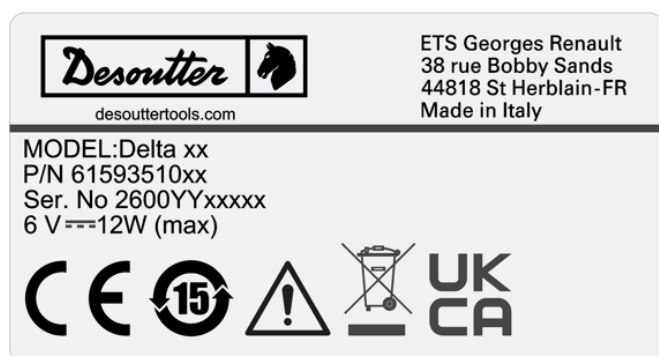 Desoutter
desouttertools.com
ETS Georges Renault
38 rue Bobby Sands
44818 St Herblain-FR
Made in Italy
MODEL:Delta xx
P/N 61593510xx
Ser. No 2600YYxxxxx
6 V⎓12W (max)
CE
15
UK
CA